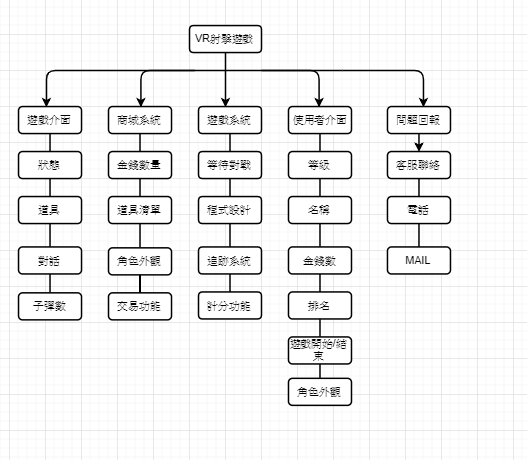 VR射擊遊戲
遊戲介面
商城系統
遊戲系統
使用者介面
問題回報
狀態
金錢數量
等待對戰
等級
客服聯絡
道具
道具清單
程式設計
名稱
電話
對話
角色外觀
追跡系統
金錢數
MAIL
子彈數
交易功能
計分功能
排名
遊戲開始/結
束
角色外觀